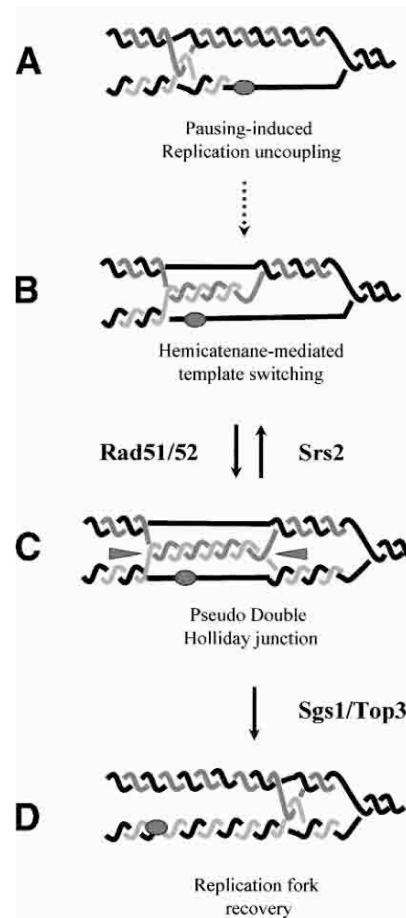 A
Pausing-induced
Replication uncoupling
B
Hemicatenane-mediated
template switching
Rad51/52 Srs2
C
Pseudo Double
Holliday junction
Sgs1/Top3
D
Replication fork
recovery